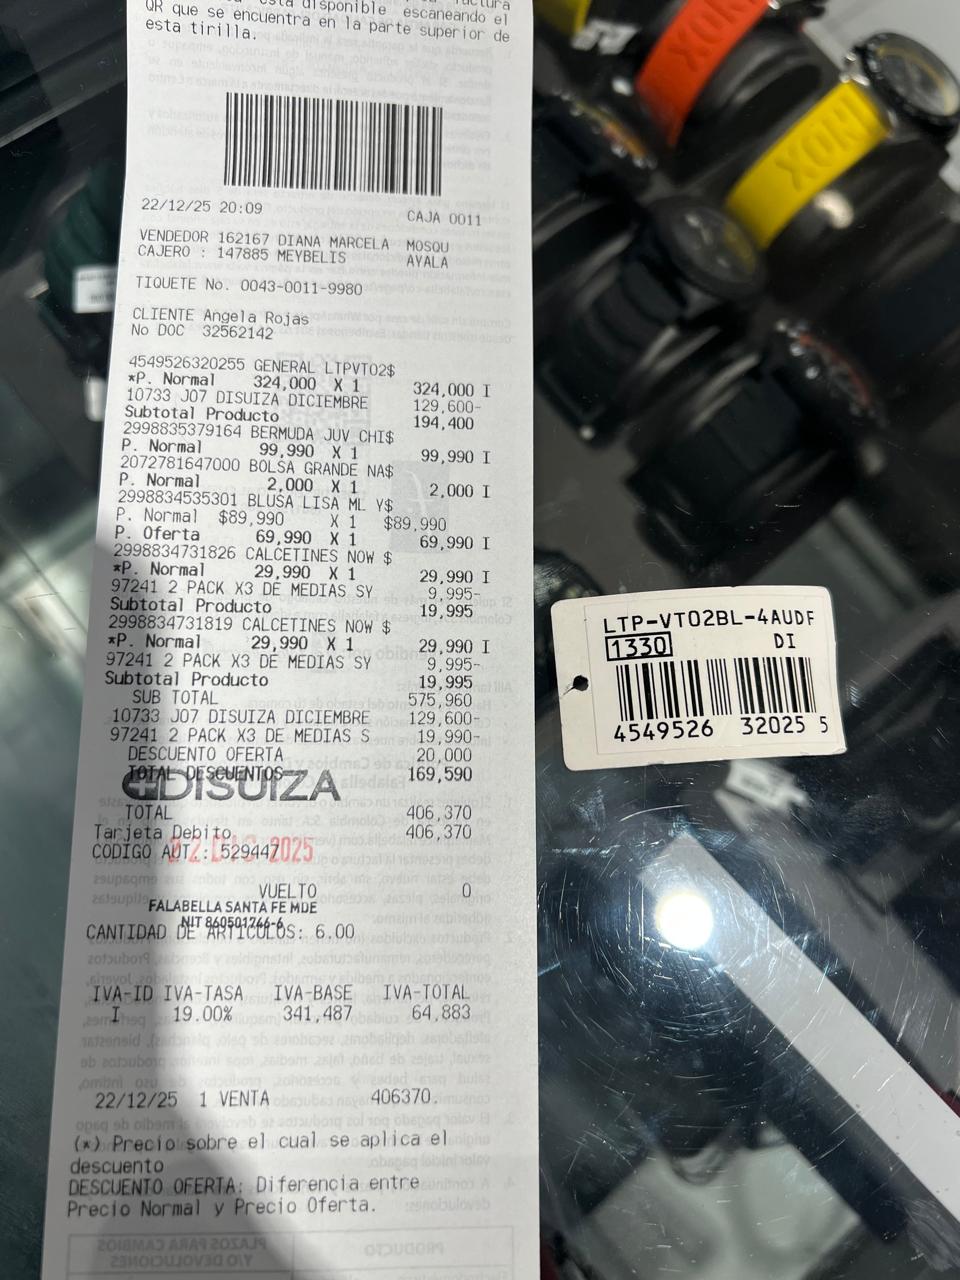 está disponible escaneando el
QR que se encuentra en la parte superior de
esta tirilla.
22/12/25 20:09 CAJA 0011
VENDEDOR 162167 DIANA MARCELA MOSQU
CAJERO : 147885 MEYBELIS AYALA
TIQUETE No. 0043-0011-9980
CLIENTE Angela Rojas
No DOC 32562142
4549526320255 GENERAL LTPVT02$
*P. Normal 324,000 X 1 324,000 I
10733 J07 DISUIZA DICIEMBRE 129,600-
Subtotal Producto 194,400
2998835379164 BERMUDA JUV CHI$
P. Normal 99,990 X 1 99,990 I
2072781647000 BOLSA GRANDE NA$
P. Normal 2,000 X 1 2,000 I
2998834535301 BLUSA LISA ML Y$
P. Normal $89,990 X 1 $89,990
P. Oferta 69,990 X 1 69,990 I
2998834731826 CALCETINES NOW $
*P. Normal 29,990 X 1 29,990 I
97241 2 PACK X3 DE MEDIAS SY 9,995-
Subtotal Producto 19,995
2998834731819 CALCETINES NOW $
*P. Normal 29,990 X 1 29,990 I
97241 2 PACK X3 DE MEDIAS SY 9,995-
Subtotal Producto 19,995
SUB TOTAL 575,960
10733 J07 DISUIZA DICIEMBRE 129,600-
97241 2 PACK X3 DE MEDIAS S 19,990-
DESCUENTO OFERTA 20,000
TOTAL DESCUENTOS 169,590
DISUIZA
TOTAL 406,370
Tarjeta Debito 406,370
CODIGO AUT.: 529447
22 DIC 2025
VUELTO 0
FALABELLA SANTA FE MDE
NIT 860501766-6
CANTIDAD DE ARTICULOS: 6.00
IVA-ID IVA-TASA IVA-BASE IVA-TOTAL
I 19.00% 341,487 64,883
22/12/25 1 VENTA 406370.
(*) Precio sobre el cual se aplica el
descuento
DESCUENTO OFERTA: Diferencia entre
Precio Normal y Precio Oferta.
LTP-VT02BL-4AUDF
1330 DI
4549526 32025 5
NOX
NOX